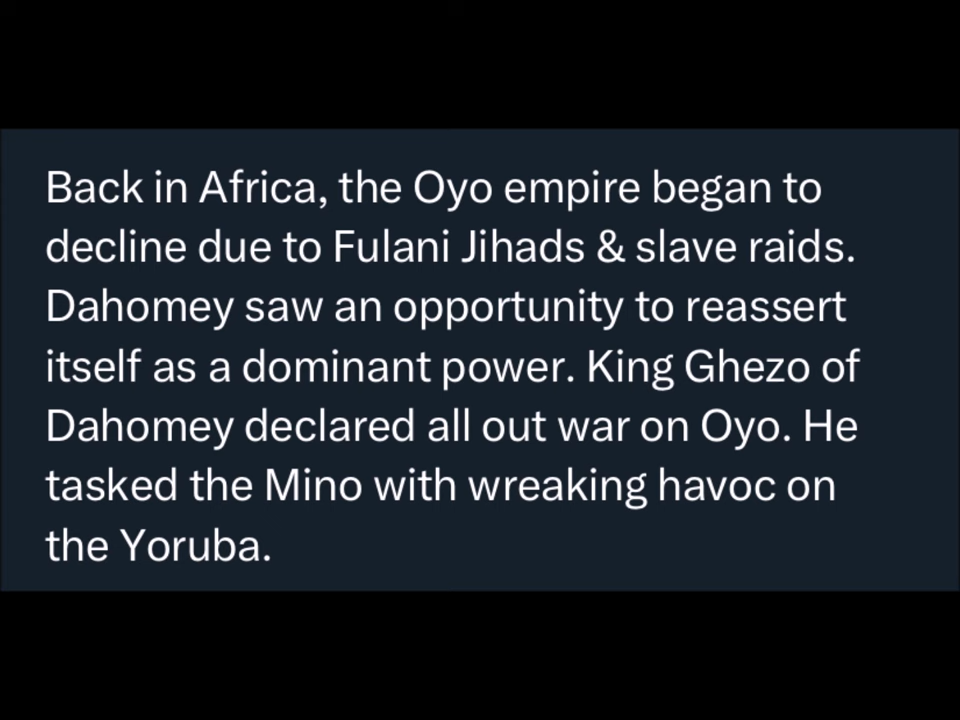 Back in Africa, the Oyo empire began to
decline due to Fulani Jihads & slave raids.
Dahomey saw an opportunity to reassert
itself as a dominant power. King Ghezo of
Dahomey declared all out war on Oyo. He
tasked the Mino with wreaking havoc on
the Yoruba.